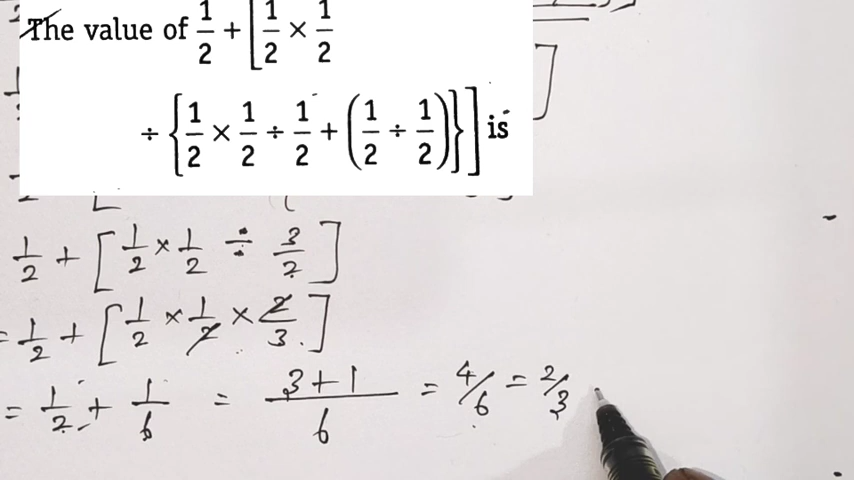 The value of 1/2 + [1/2 × 1/2
÷ {1/2 × 1/2 ÷ 1/2 + (1/2 ÷ 1/2)}] is
1/2 + [1/2 × 1/2 ÷ 3/2]
= 1/2 + [1/2 × 1/2 × 2/3]
= 1/2 + 1/6 = 3+1/6 = 4/6 = 2/3